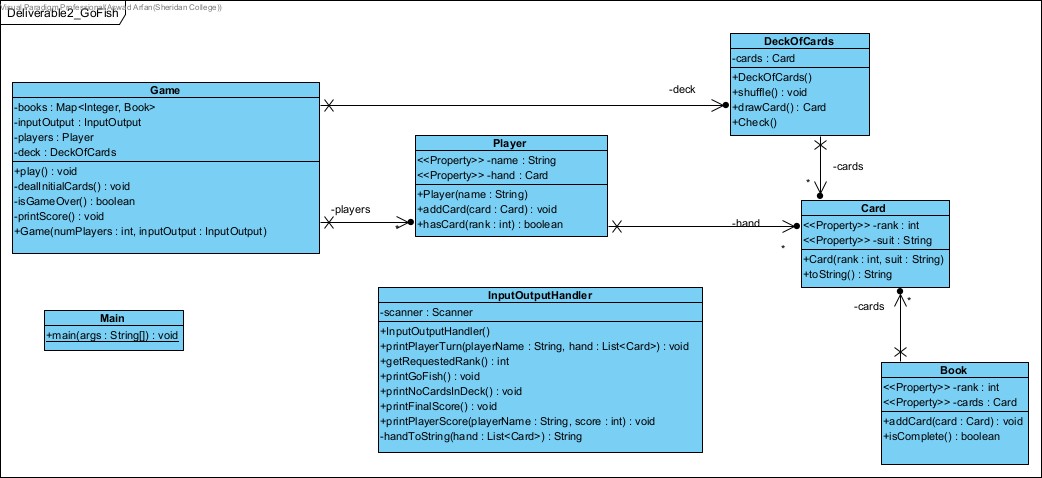 Visual Paradigm Professional(Aswad Arfan(Sheridan College))
Deliverable2_GoFish
DeckOfCards
-cards : Card
+DeckOfCards()
+shuffle() : void
+drawCard() : Card
+Check()
Game
-books : Map<Integer, Book>
-inputOutput : InputOutput
-players : Player
-deck : DeckOfCards
+play() : void
-dealInitialCards() : void
-isGameOver() : boolean
-printScore() : void
+Game(numPlayers : int, inputOutput : InputOutput)
-deck
Player
<<Property>> -name : String
<<Property>> -hand : Card
+Player(name : String)
+addCard(card : Card) : void
+hasCard(rank : int) : boolean
-players
*
-cards
*
-hand
*
Card
<<Property>> -rank : int
<<Property>> -suit : String
+Card(rank : int, suit : String)
+toString() : String
-cards
*
InputOutputHandler
-scanner : Scanner
+InputOutputHandler()
+printPlayerTurn(playerName : String, hand : List<Card>) : void
+getRequestedRank() : int
+printGoFish() : void
+printNoCardsInDeck() : void
+printFinalScore() : void
+printPlayerScore(playerName : String, score : int) : void
-handToString(hand : List<Card>) : String
Main
+main(args : String[]) : void
Book
<<Property>> -rank : int
<<Property>> -cards : Card
+addCard(card : Card) : void
+isComplete() : boolean